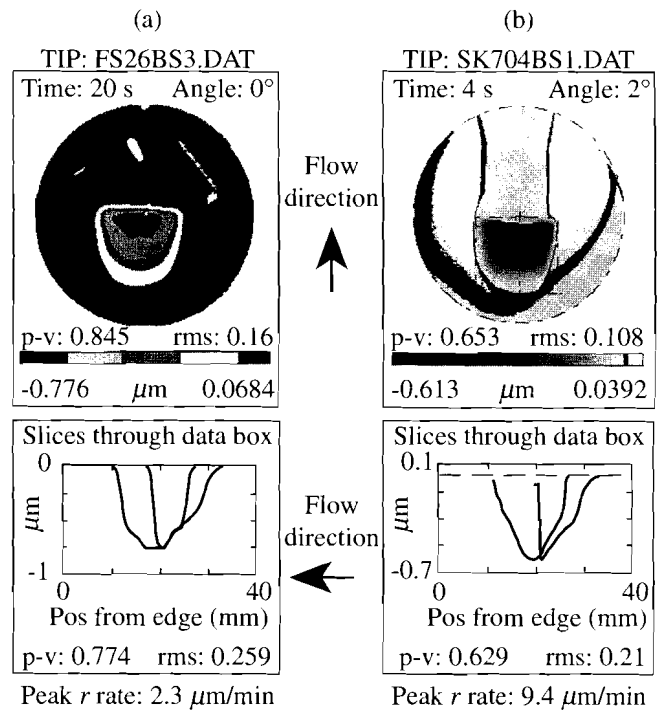 (a)
TIP: FS26BS3.DAT
Time: 20 s Angle: 0°
p-v: 0.845 rms: 0.16
-0.776 μm 0.0684
Slices through data box
0
μm
-1
0 40
Pos from edge (mm)
p-v: 0.774 rms: 0.259
Peak r rate: 2.3 μm/min
Flow
direction
Flow
direction
(b)
TIP: SK704BS1.DAT
Time: 4 s Angle: 2°
p-v: 0.653 rms: 0.108
-0.613 μm 0.0392
Slices through data box
0.1
μm
-0.7
0 40
Pos from edge (mm)
p-v: 0.629 rms: 0.21
Peak r rate: 9.4 μm/min